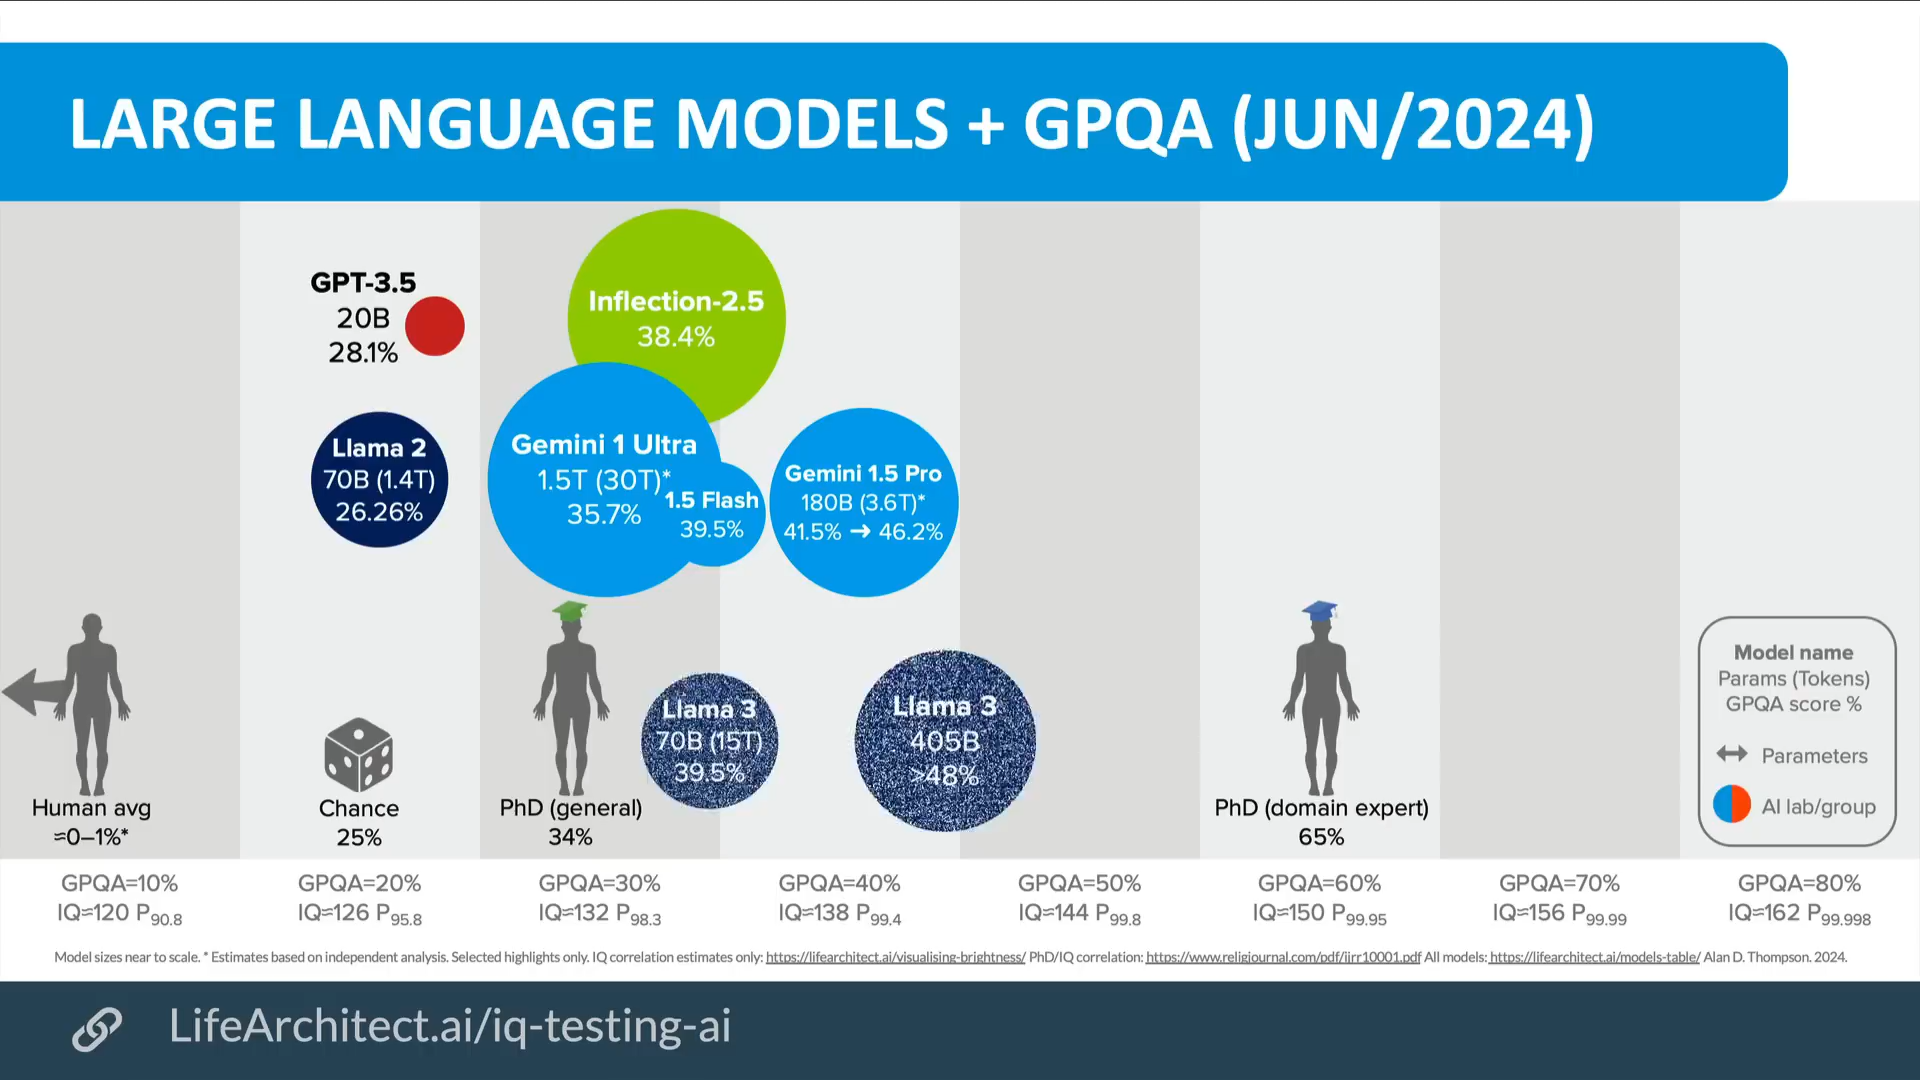 LARGE LANGUAGE MODELS + GPQA (JUN/2024)
GPT-3.5
20B
28.1%
Inflection-2.5
38.4%
Llama 2
70B (1.4T)
26.26%
Gemini 1 Ultra
1.5T (30T)*
35.7%
1.5 Flash
39.5%
Gemini 1.5 Pro
180B (3.6T)*
41.5% → 46.2%
Human avg
≈0–1%*
Chance
25%
PhD (general)
34%
Llama 3
70B (15T)
39.5%
Llama 3
405B
>48%
PhD (domain expert)
65%
Model name
Params (Tokens)
GPQA score %
Parameters
AI lab/group
GPQA=10%
IQ≈120 P90.8
GPQA=20%
IQ≈126 P95.8
GPQA=30%
IQ≈132 P98.3
GPQA=40%
IQ≈138 P99.4
GPQA=50%
IQ≈144 P99.8
GPQA=60%
IQ≈150 P99.95
GPQA=70%
IQ≈156 P99.99
GPQA=80%
IQ≈162 P99.998
Model sizes near to scale. * Estimates based on independent analysis. Selected highlights only. IQ correlation estimates only: https://lifearchitect.ai/visualising-brightness/ PhD/IQ correlation: https://www.religjournal.com/pdf/ijrr10001.pdf All models: https://lifearchitect.ai/models-table/ Alan D. Thompson. 2024.
LifeArchitect.ai/iq-testing-ai